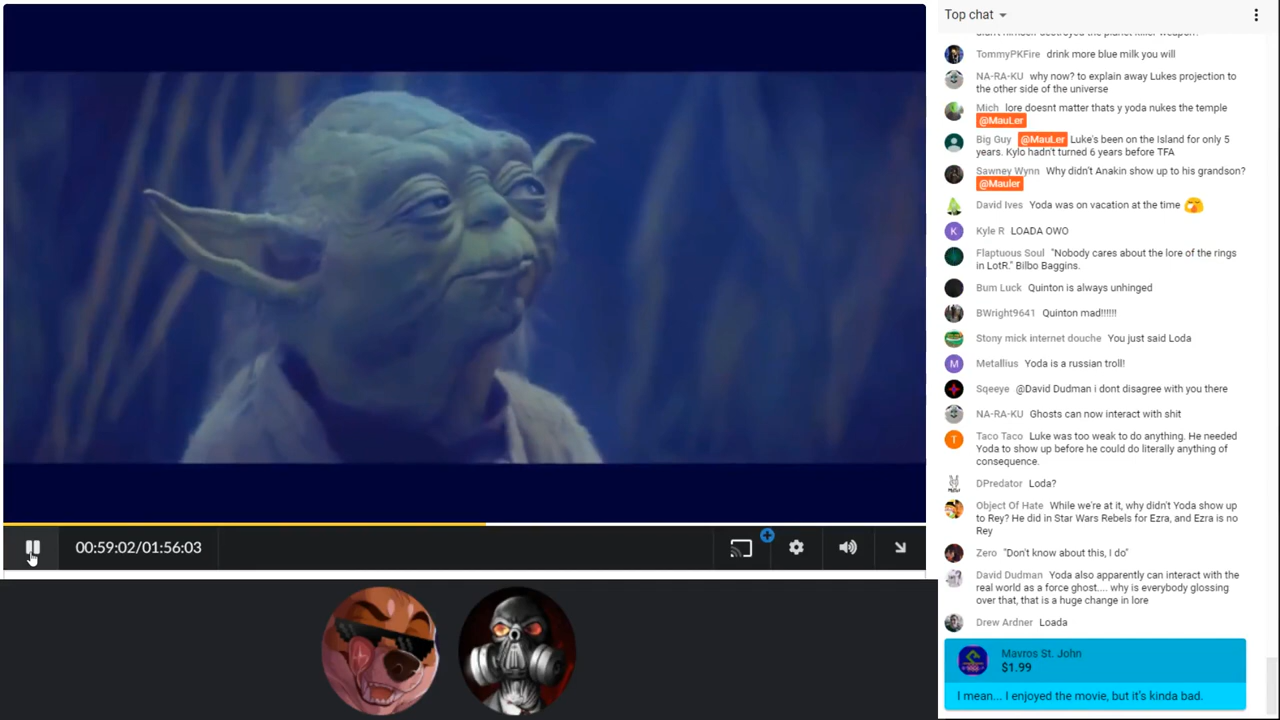 Top chat
didn't himself destroyed the planet killer weapon?
TommyPKFire drink more blue milk you will
NA-RA-KU why now? to explain away Lukes projection to
the other side of the universe
Mich lore doesnt matter thats y yoda nukes the temple
@MauLer
Big Guy @MauLer Luke's been on the Island for only 5
years. Kylo hadn't turned 6 years before TFA
Sawney Wynn Why didn't Anakin show up to his grandson?
@Mauler
David Ives Yoda was on vacation at the time
Kyle R LOADA OWO
Flaptuous Soul "Nobody cares about the lore of the rings
in LotR." Bilbo Baggins.
Bum Luck Quinton is always unhinged
BWright9641 Quinton mad!!!!!!
Stony mick internet douche You just said Loda
Metallius Yoda is a russian troll!
Sqeeye @David Dudman i dont disagree with you there
NA-RA-KU Ghosts can now interact with shit
Taco Taco Luke was too weak to do anything. He needed
Yoda to show up before he could do literally anything of
consequence.
DPredator Loda?
Object Of Hate While we're at it, why didn't Yoda show up
to Rey? He did in Star Wars Rebels for Ezra, and Ezra is no
Rey
Zero "Don't know about this, I do"
David Dudman Yoda also apparently can interact with the
real world as a force ghost.... why is everybody glossing
over that, that is a huge change in lore
Drew Ardner Loada
Mavros St. John
$1.99
I mean... I enjoyed the movie, but it's kinda bad.
00:59:02/01:56:03
K
M
T